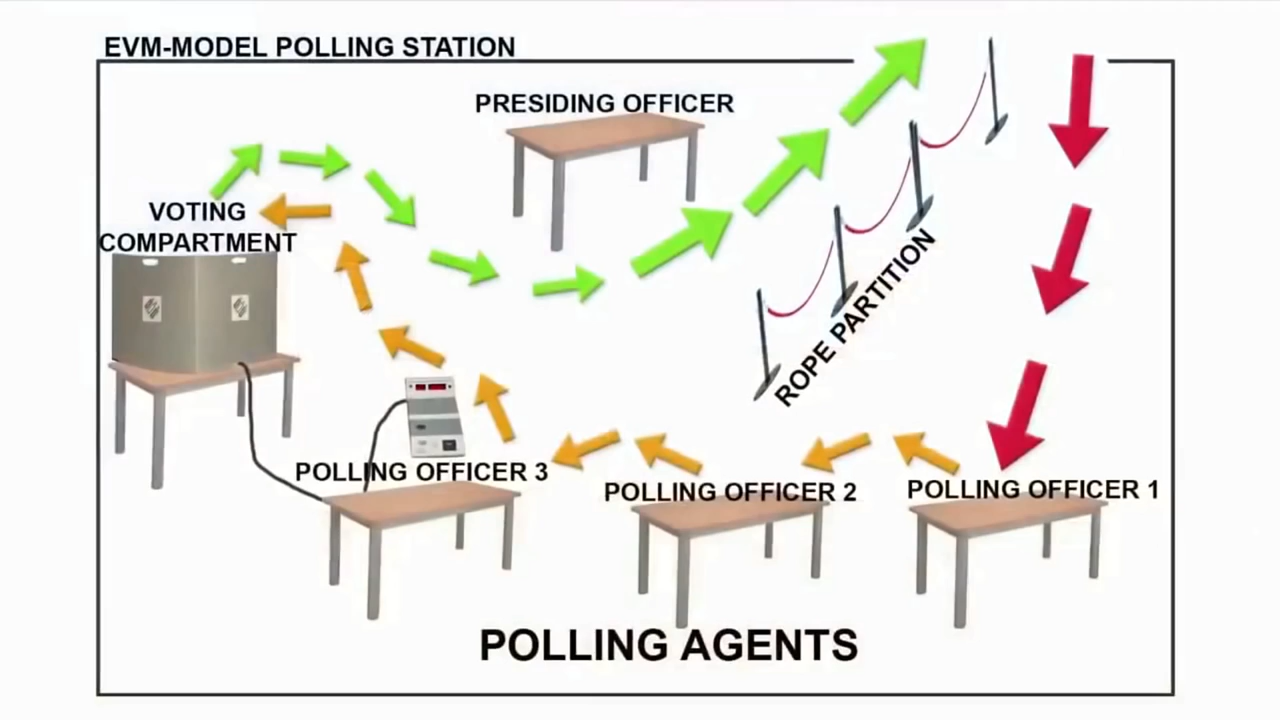 EVM-MODEL POLLING STATION
PRESIDING OFFICER
VOTING
COMPARTMENT
ROPE PARTITION
POLLING OFFICER 3
POLLING OFFICER 2
POLLING OFFICER 1
POLLING AGENTS